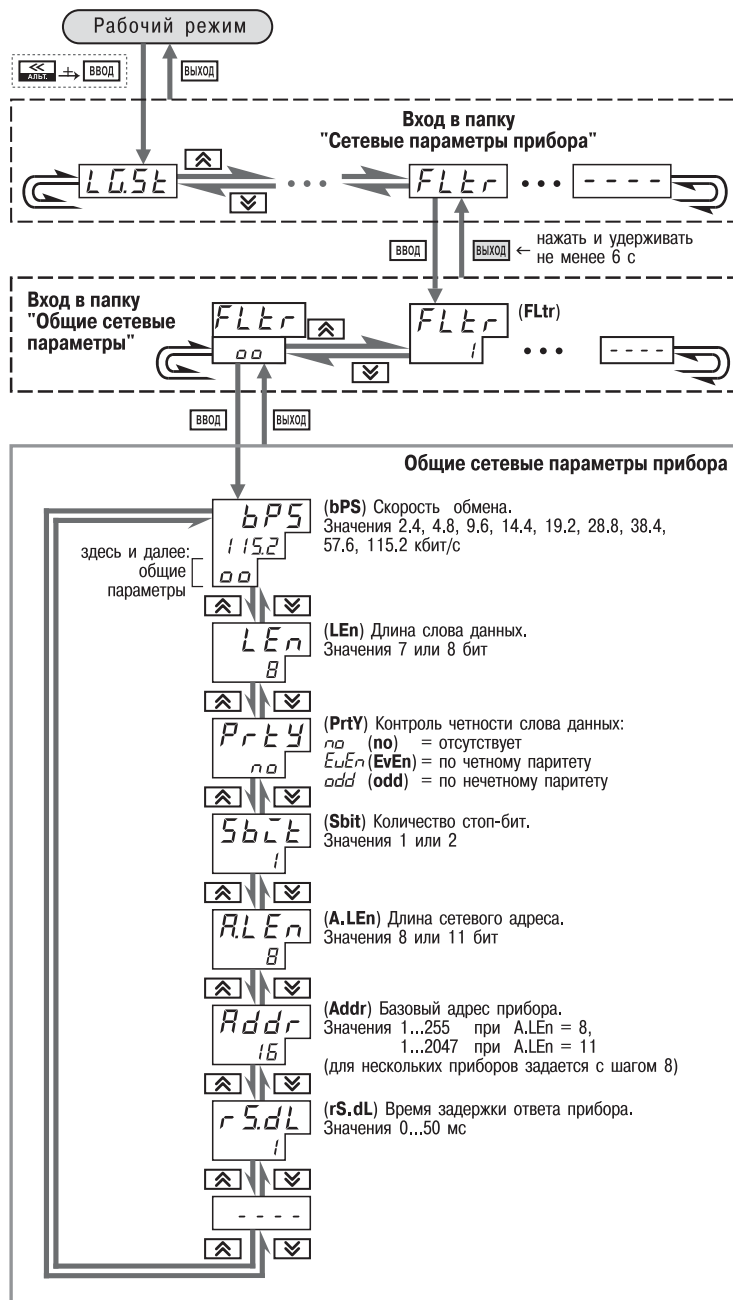 Рабочий режим
<<
АЛЬТ.
ВВОД
ВЫХОД
Вход в папку
"Сетевые параметры прибора"
LG.St
• • •
FLtr
• • •
- - - -
ВВОД
ВЫХОД
← нажать и удерживать
не менее 6 с
Вход в папку
"Общие сетевые
параметры"
FLtr
oo
FLtr
1
(FLtr)
• • •
- - - -
ВВОД
ВЫХОД
Общие сетевые параметры прибора
bPS
115.2
oo
(bPS) Скорость обмена.
Значения 2.4, 4.8, 9.6, 14.4, 19.2, 28.8, 38.4,
57.6, 115.2 кбит/с
здесь и далее:
общие
параметры
LEn
8
(LEn) Длина слова данных.
Значения 7 или 8 бит
PrtY
no
(PrtY) Контроль четности слова данных:
no (no) = отсутствует
EvEn (EvEn) = по четному паритету
odd (odd) = по нечетному паритету
Sbit
1
(Sbit) Количество стоп-бит.
Значения 1 или 2
A.LEn
8
(A.LEn) Длина сетевого адреса.
Значения 8 или 11 бит
Addr
16
(Addr) Базовый адрес прибора.
Значения 1...255 при A.LEn = 8,
1...2047 при A.LEn = 11
(для нескольких приборов задается с шагом 8)
rS.dL
1
(rS.dL) Время задержки ответа прибора.
Значения 0...50 мс
- - - -